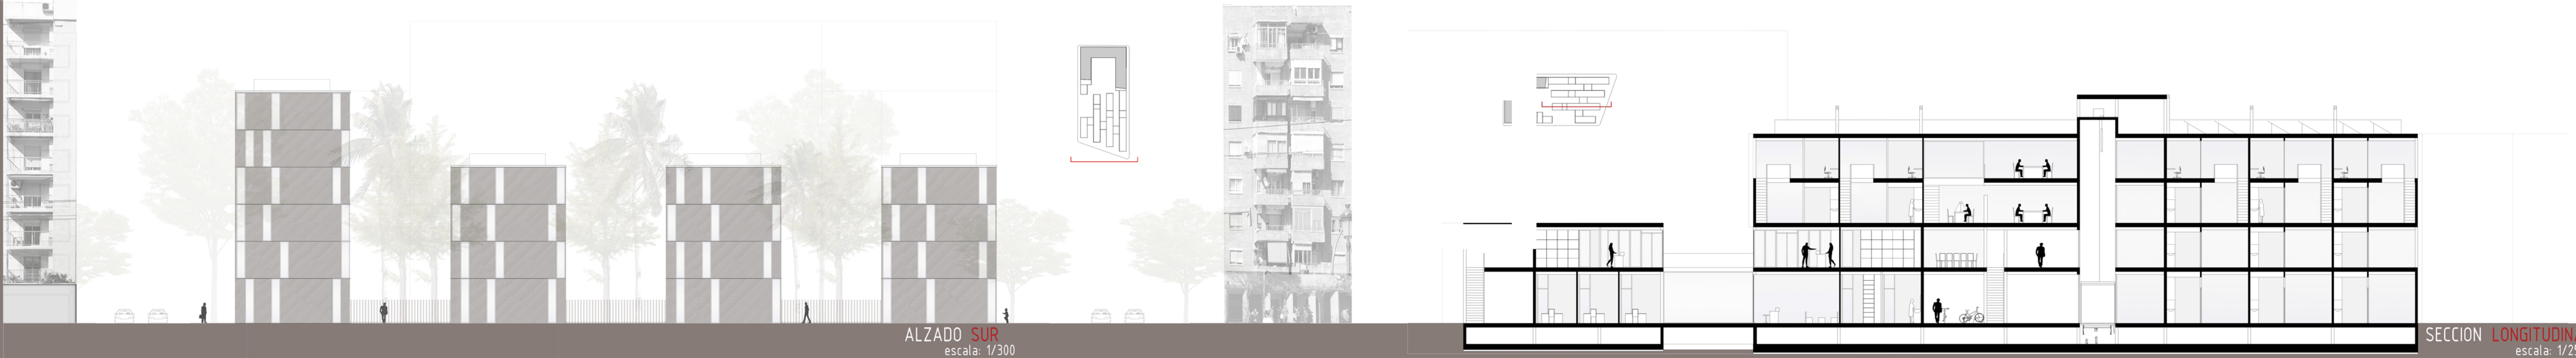 ALZADO SUR
escala: 1/300
SECCION LONGITUDIN
escala: 1/2